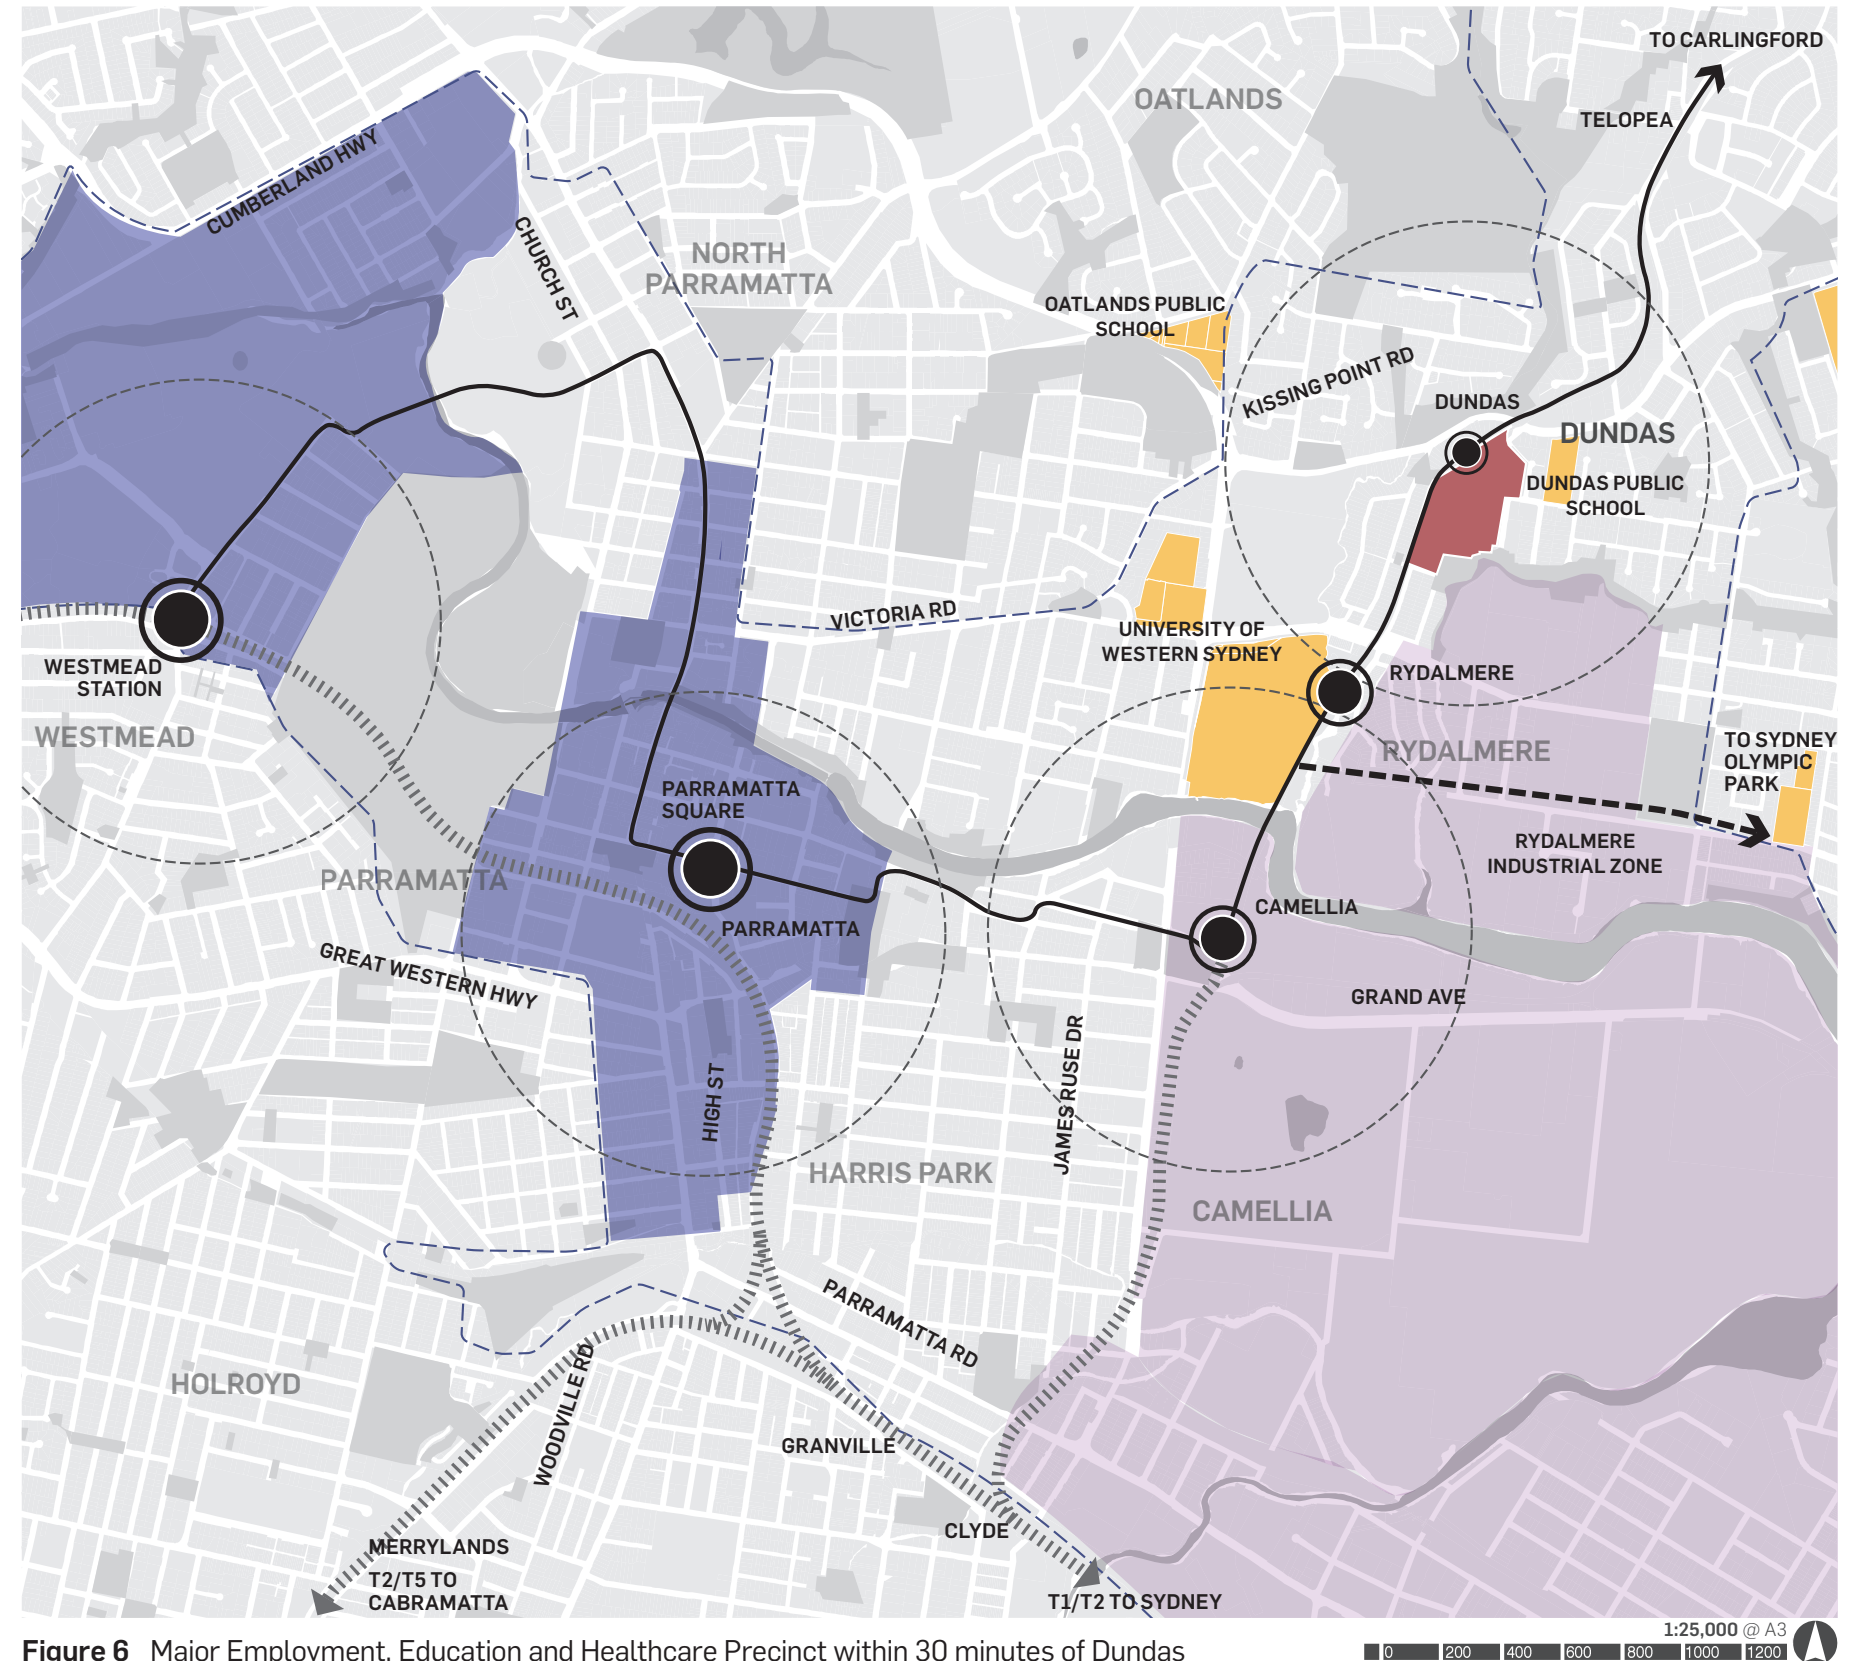 TO CARLINGFORD
OATLANDS
TELOPEA
CUMBERLAND HWY
CHURCH ST
NORTH
PARRAMATTA
OATLANDS PUBLIC
SCHOOL
KISSING POINT RD
DUNDAS
DUNDAS
DUNDAS PUBLIC
SCHOOL
VICTORIA RD
UNIVERSITY OF
WESTERN SYDNEY
WESTMEAD
STATION
RYDALMERE
WESTMEAD
RYDALMERE
TO SYDNEY
OLYMPIC
PARK
PARRAMATTA
SQUARE
RYDALMERE
INDUSTRIAL ZONE
PARRAMATTA
CAMELLIA
PARRAMATTA
GREAT WESTERN HWY
GRAND AVE
HIGH ST
JAMES RUSE DR
HARRIS PARK
CAMELLIA
PARRAMATTA RD
HOLROYD
WOODVILLE RD
GRANVILLE
CLYDE
MERRYLANDS
T2/T5 TO
CABRAMATTA
T1/T2 TO SYDNEY
1:25,000 @ A3
Figure 6 Major Employment, Education and Healthcare Precinct within 30 minutes of Dundas
0 200 400 600 800 1000 1200